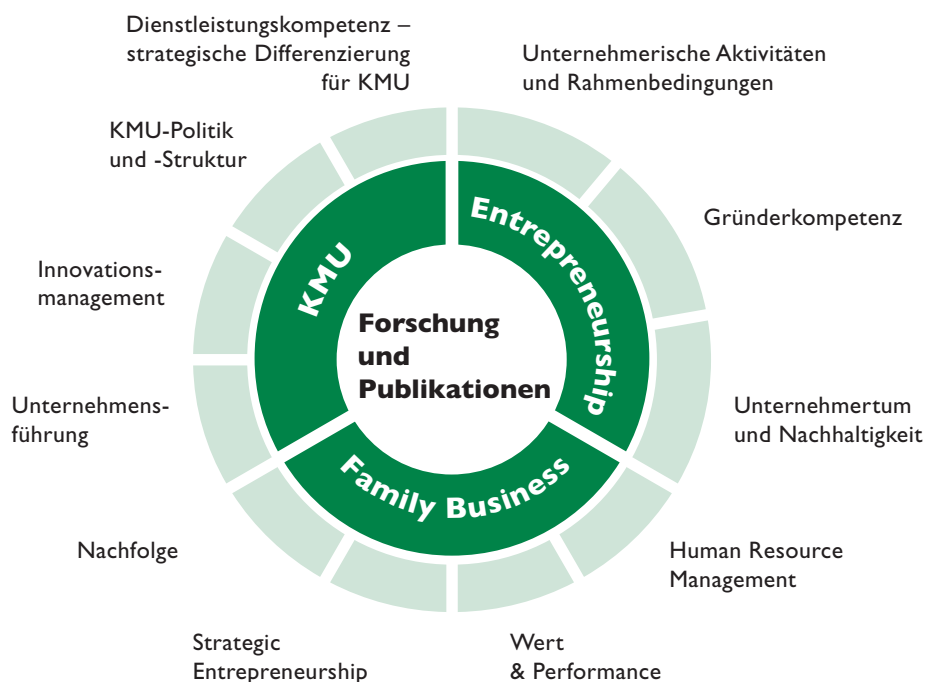 Dienstleistungskompetenz –
strategische Differenzierung
für KMU
Unternehmerische Aktivitäten
und Rahmenbedingungen
KMU-Politik
und -Struktur
Gründerkompetenz
Innovations-
management
KMU
Entrepreneurship
Family Business
Forschung
und
Publikationen
Unternehmens-
führung
Unternehmertum
und Nachhaltigkeit
Nachfolge
Human Resource
Management
Strategic
Entrepreneurship
Wert
& Performance